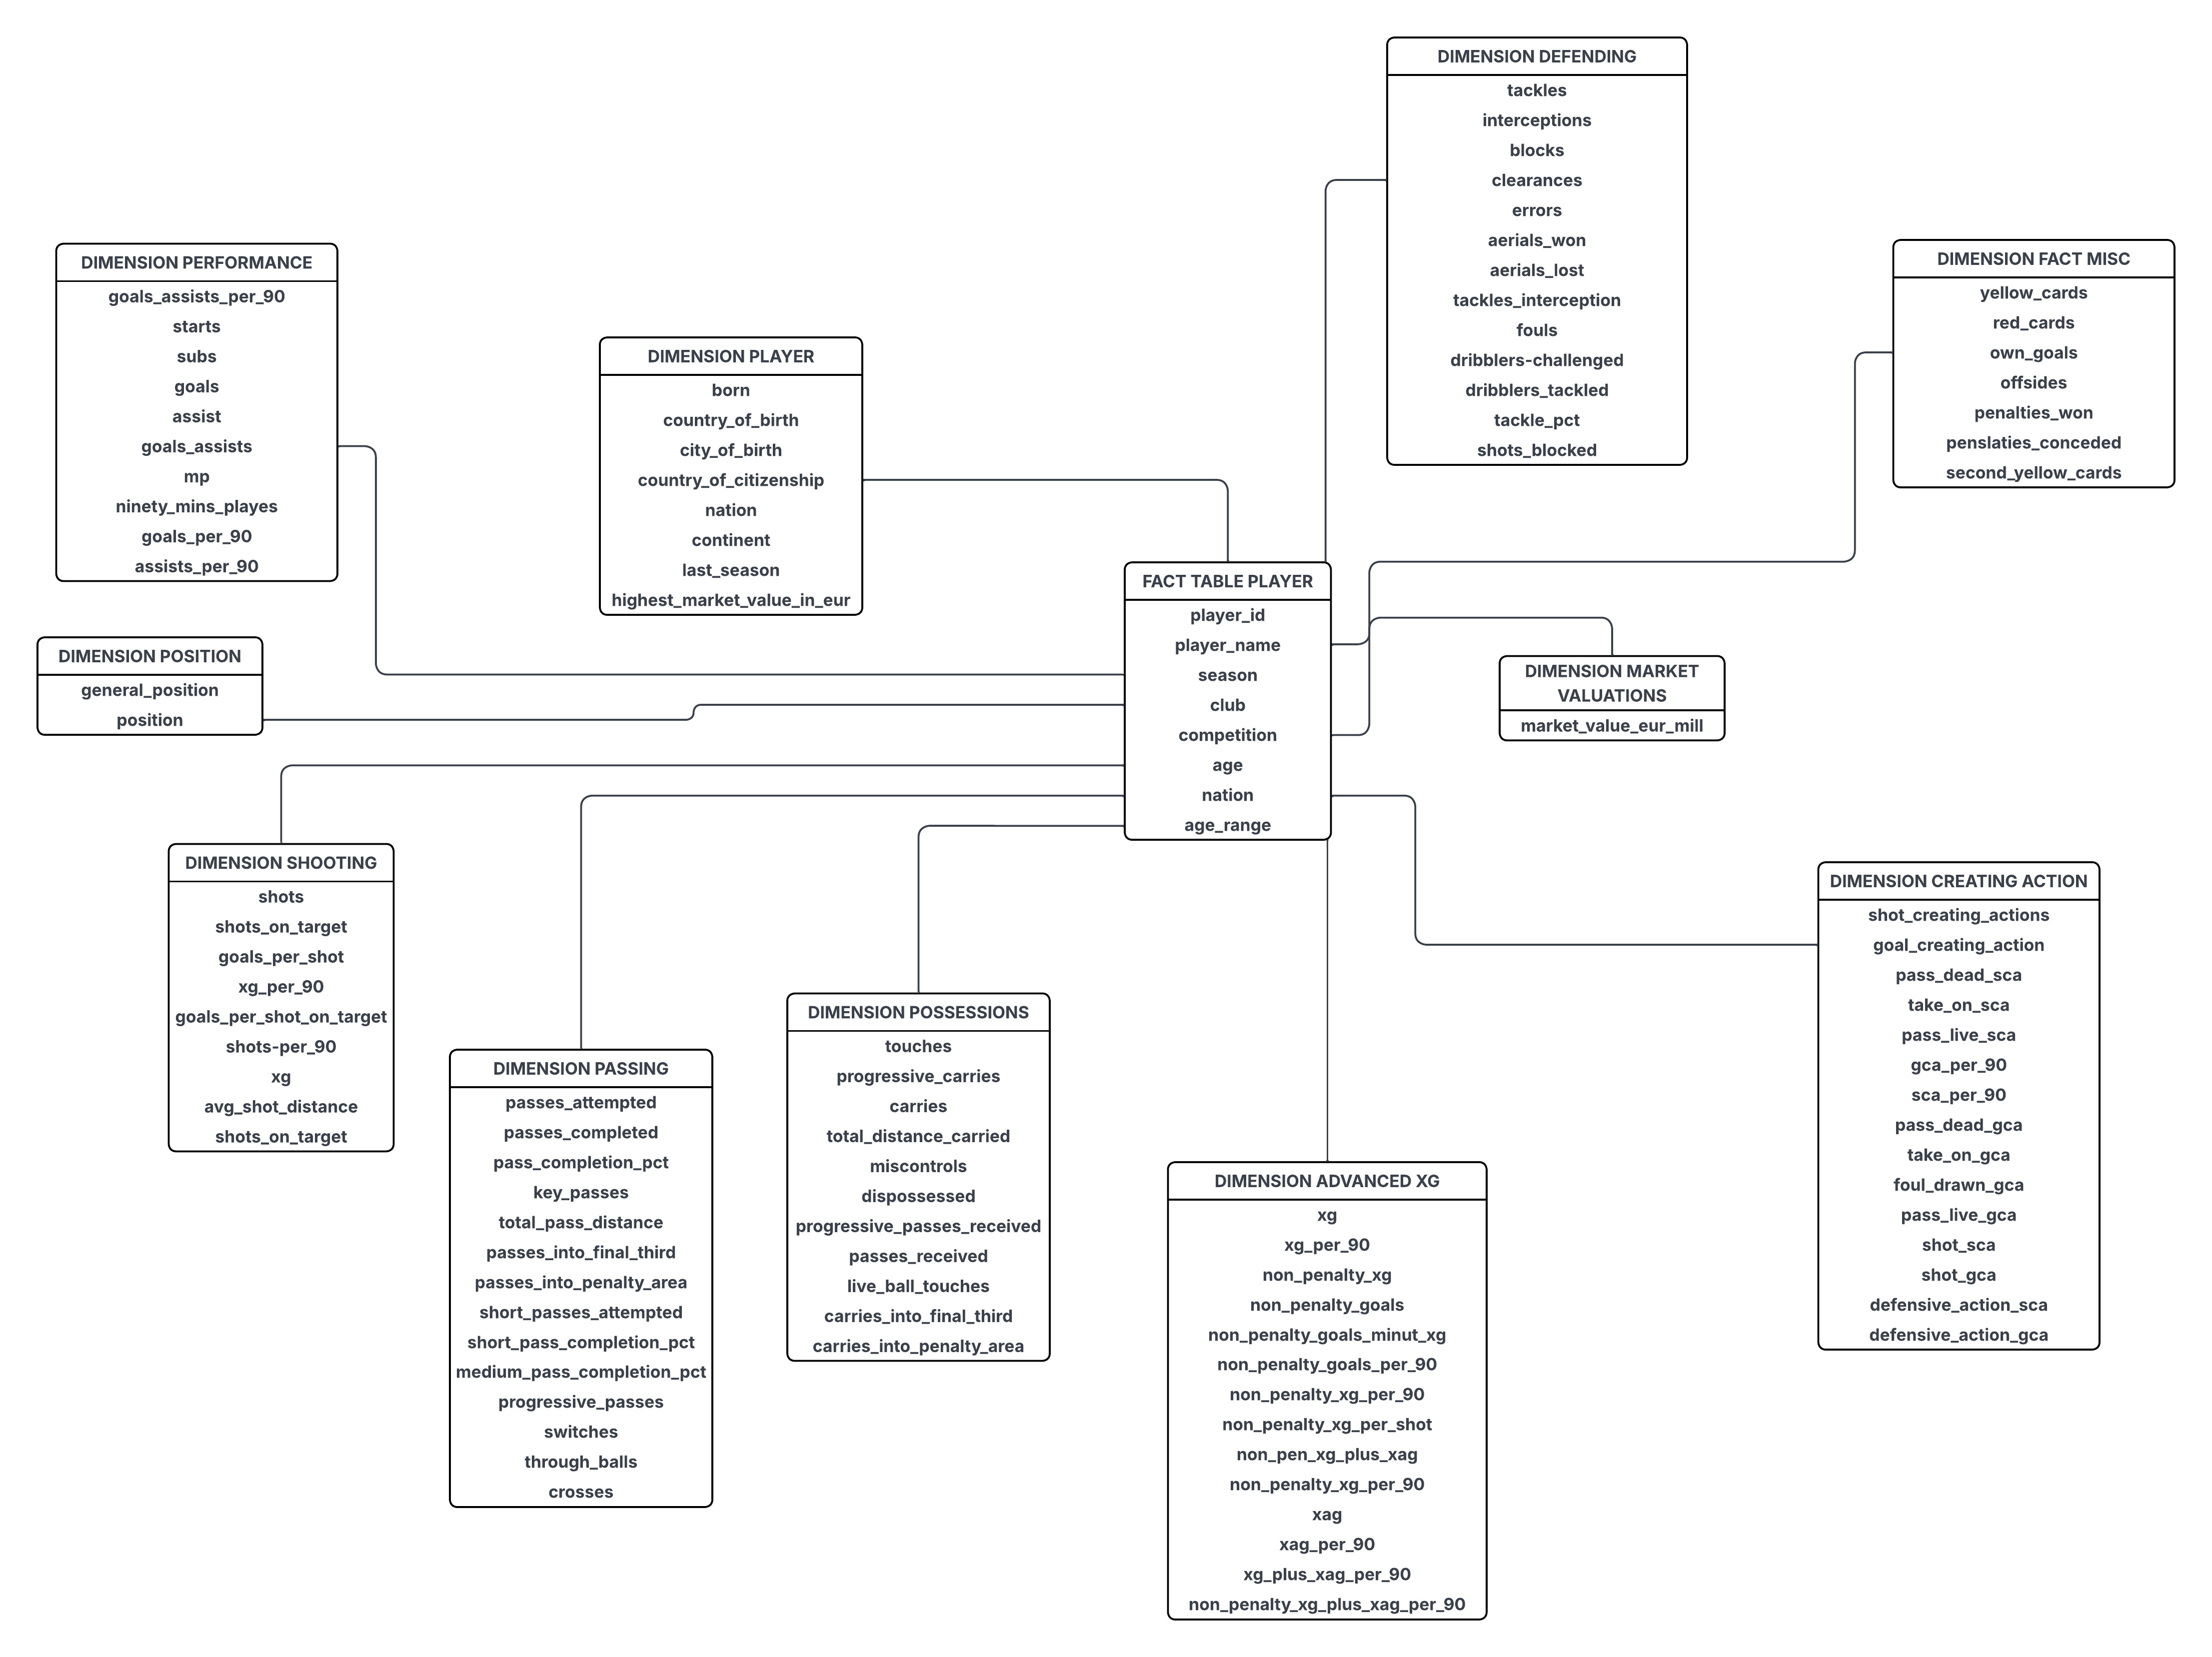 DIMENSION DEFENDING
tackles
interceptions
blocks
clearances
errors
aerials_won
aerials_lost
tackles_interception
fouls
dribblers-challenged
dribblers_tackled
tackle_pct
shots_blocked
DIMENSION FACT MISC
yellow_cards
red_cards
own_goals
offsides
penalties_won
penslaties_conceded
second_yellow_cards
DIMENSION PERFORMANCE
goals_assists_per_90
starts
subs
goals
assist
goals_assists
mp
ninety_mins_playes
goals_per_90
assists_per_90
DIMENSION PLAYER
born
country_of_birth
city_of_birth
country_of_citizenship
nation
continent
last_season
highest_market_value_in_eur
FACT TABLE PLAYER
player_id
player_name
season
club
competition
age
nation
age_range
DIMENSION POSITION
general_position
position
DIMENSION MARKET
VALUATIONS
market_value_eur_mill
DIMENSION SHOOTING
shots
shots_on_target
goals_per_shot
xg_per_90
goals_per_shot_on_target
shots-per_90
xg
avg_shot_distance
shots_on_target
DIMENSION PASSING
passes_attempted
passes_completed
pass_completion_pct
key_passes
total_pass_distance
passes_into_final_third
passes_into_penalty_area
short_passes_attempted
short_pass_completion_pct
medium_pass_completion_pct
progressive_passes
switches
through_balls
crosses
DIMENSION POSSESSIONS
touches
progressive_carries
carries
total_distance_carried
miscontrols
dispossessed
progressive_passes_received
passes_received
live_ball_touches
carries_into_final_third
carries_into_penalty_area
DIMENSION ADVANCED XG
xg
xg_per_90
non_penalty_xg
non_penalty_goals
non_penalty_goals_minut_xg
non_penalty_goals_per_90
non_penalty_xg_per_90
non_penalty_xg_per_shot
non_pen_xg_plus_xag
non_penalty_xg_per_90
xag
xag_per_90
xg_plus_xag_per_90
non_penalty_xg_plus_xag_per_90
DIMENSION CREATING ACTION
shot_creating_actions
goal_creating_action
pass_dead_sca
take_on_sca
pass_live_sca
gca_per_90
sca_per_90
pass_dead_gca
take_on_gca
foul_drawn_gca
pass_live_gca
shot_sca
shot_gca
defensive_action_sca
defensive_action_gca